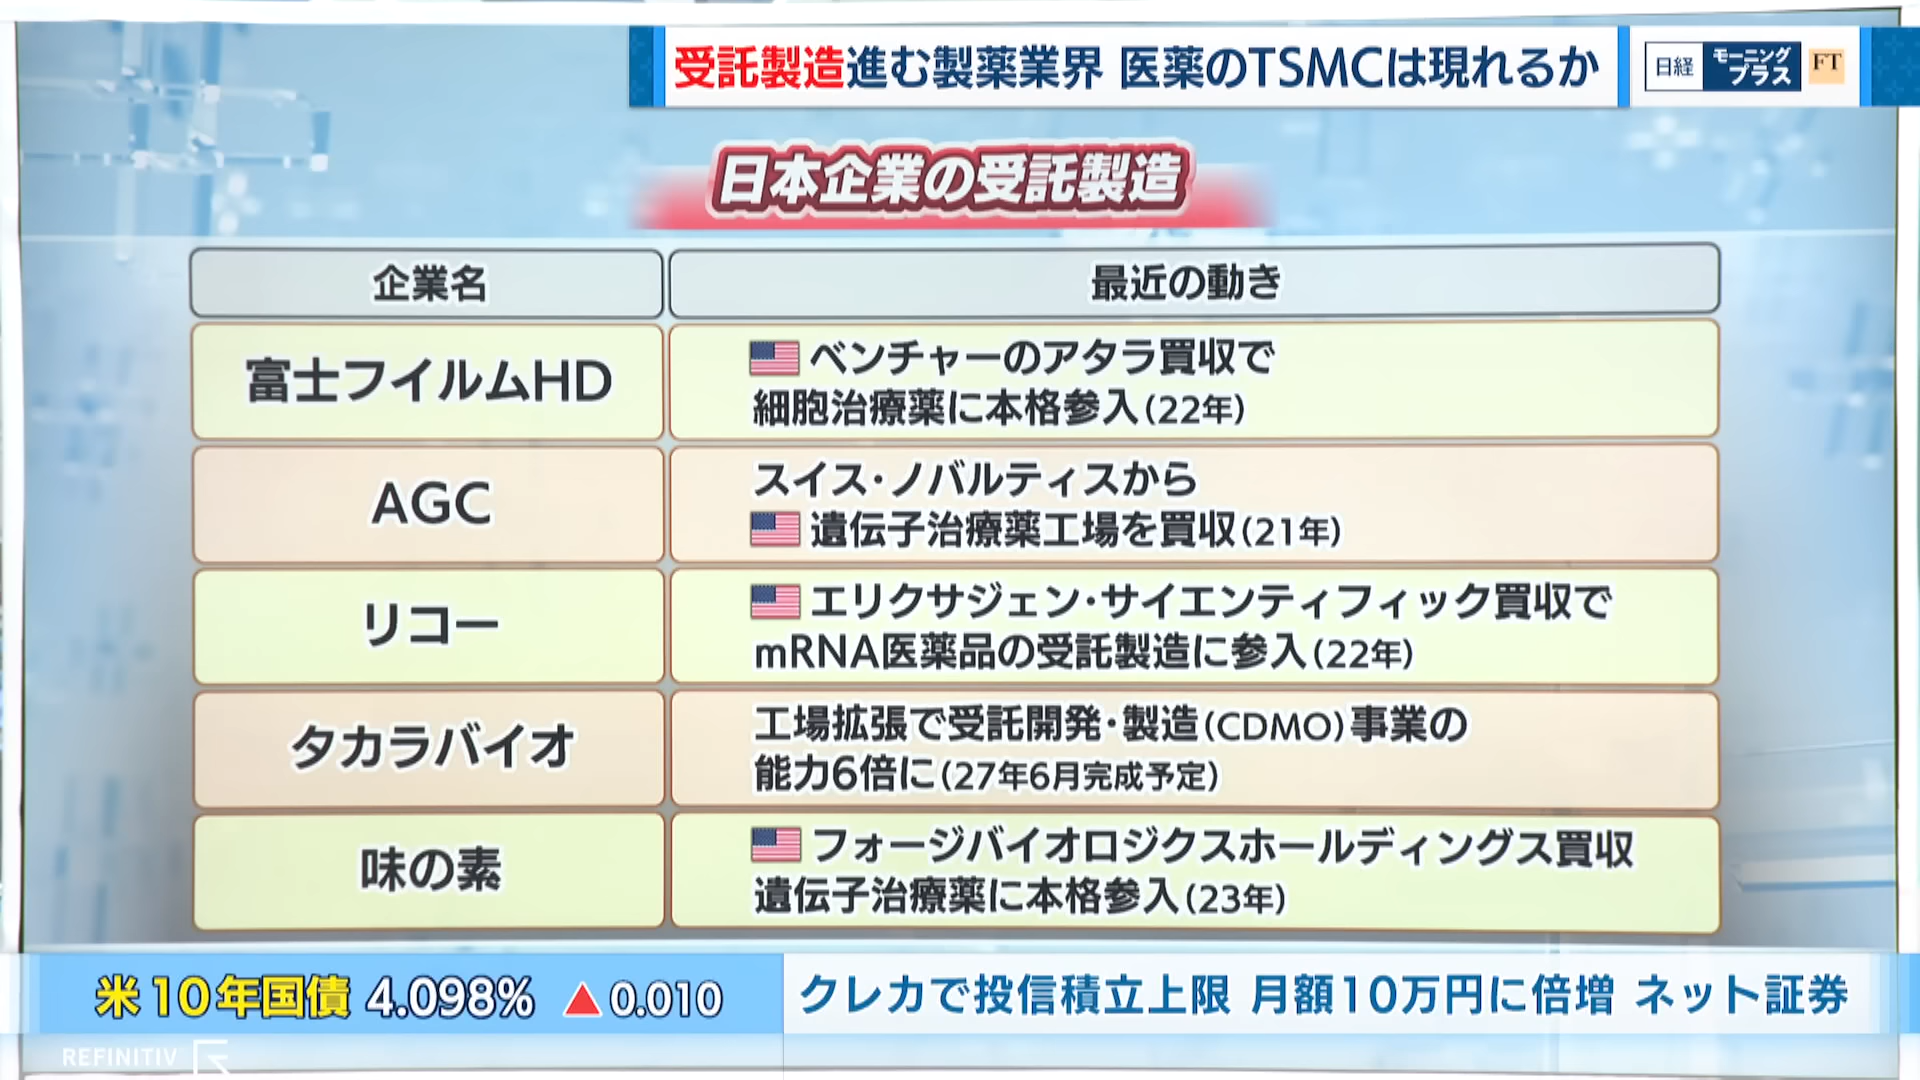 受託製造進む製薬業界 医薬のTSMCは現れるか
日経
モーニング
プラス
FT
日本企業の受託製造
企業名
最近の動き
富士フイルムHD
ベンチャーのアタラ買収で
細胞治療薬に本格参入(22年)
AGC
スイス・ノバルティスから
遺伝子治療薬工場を買収(21年)
リコー
エリクサジェン・サイエンティフィック買収で
mRNA医薬品の受託製造に参入(22年)
タカラバイオ
工場拡張で受託開発・製造(CDMO)事業の
能力6倍に(27年6月完成予定)
味の素
フォージバイオロジクスホールディングス買収
遺伝子治療薬に本格参入(23年)
米10年国債 4.098% ▲0.010
クレカで投信積立上限 月額10万円に倍増 ネット証券
REFINITIV